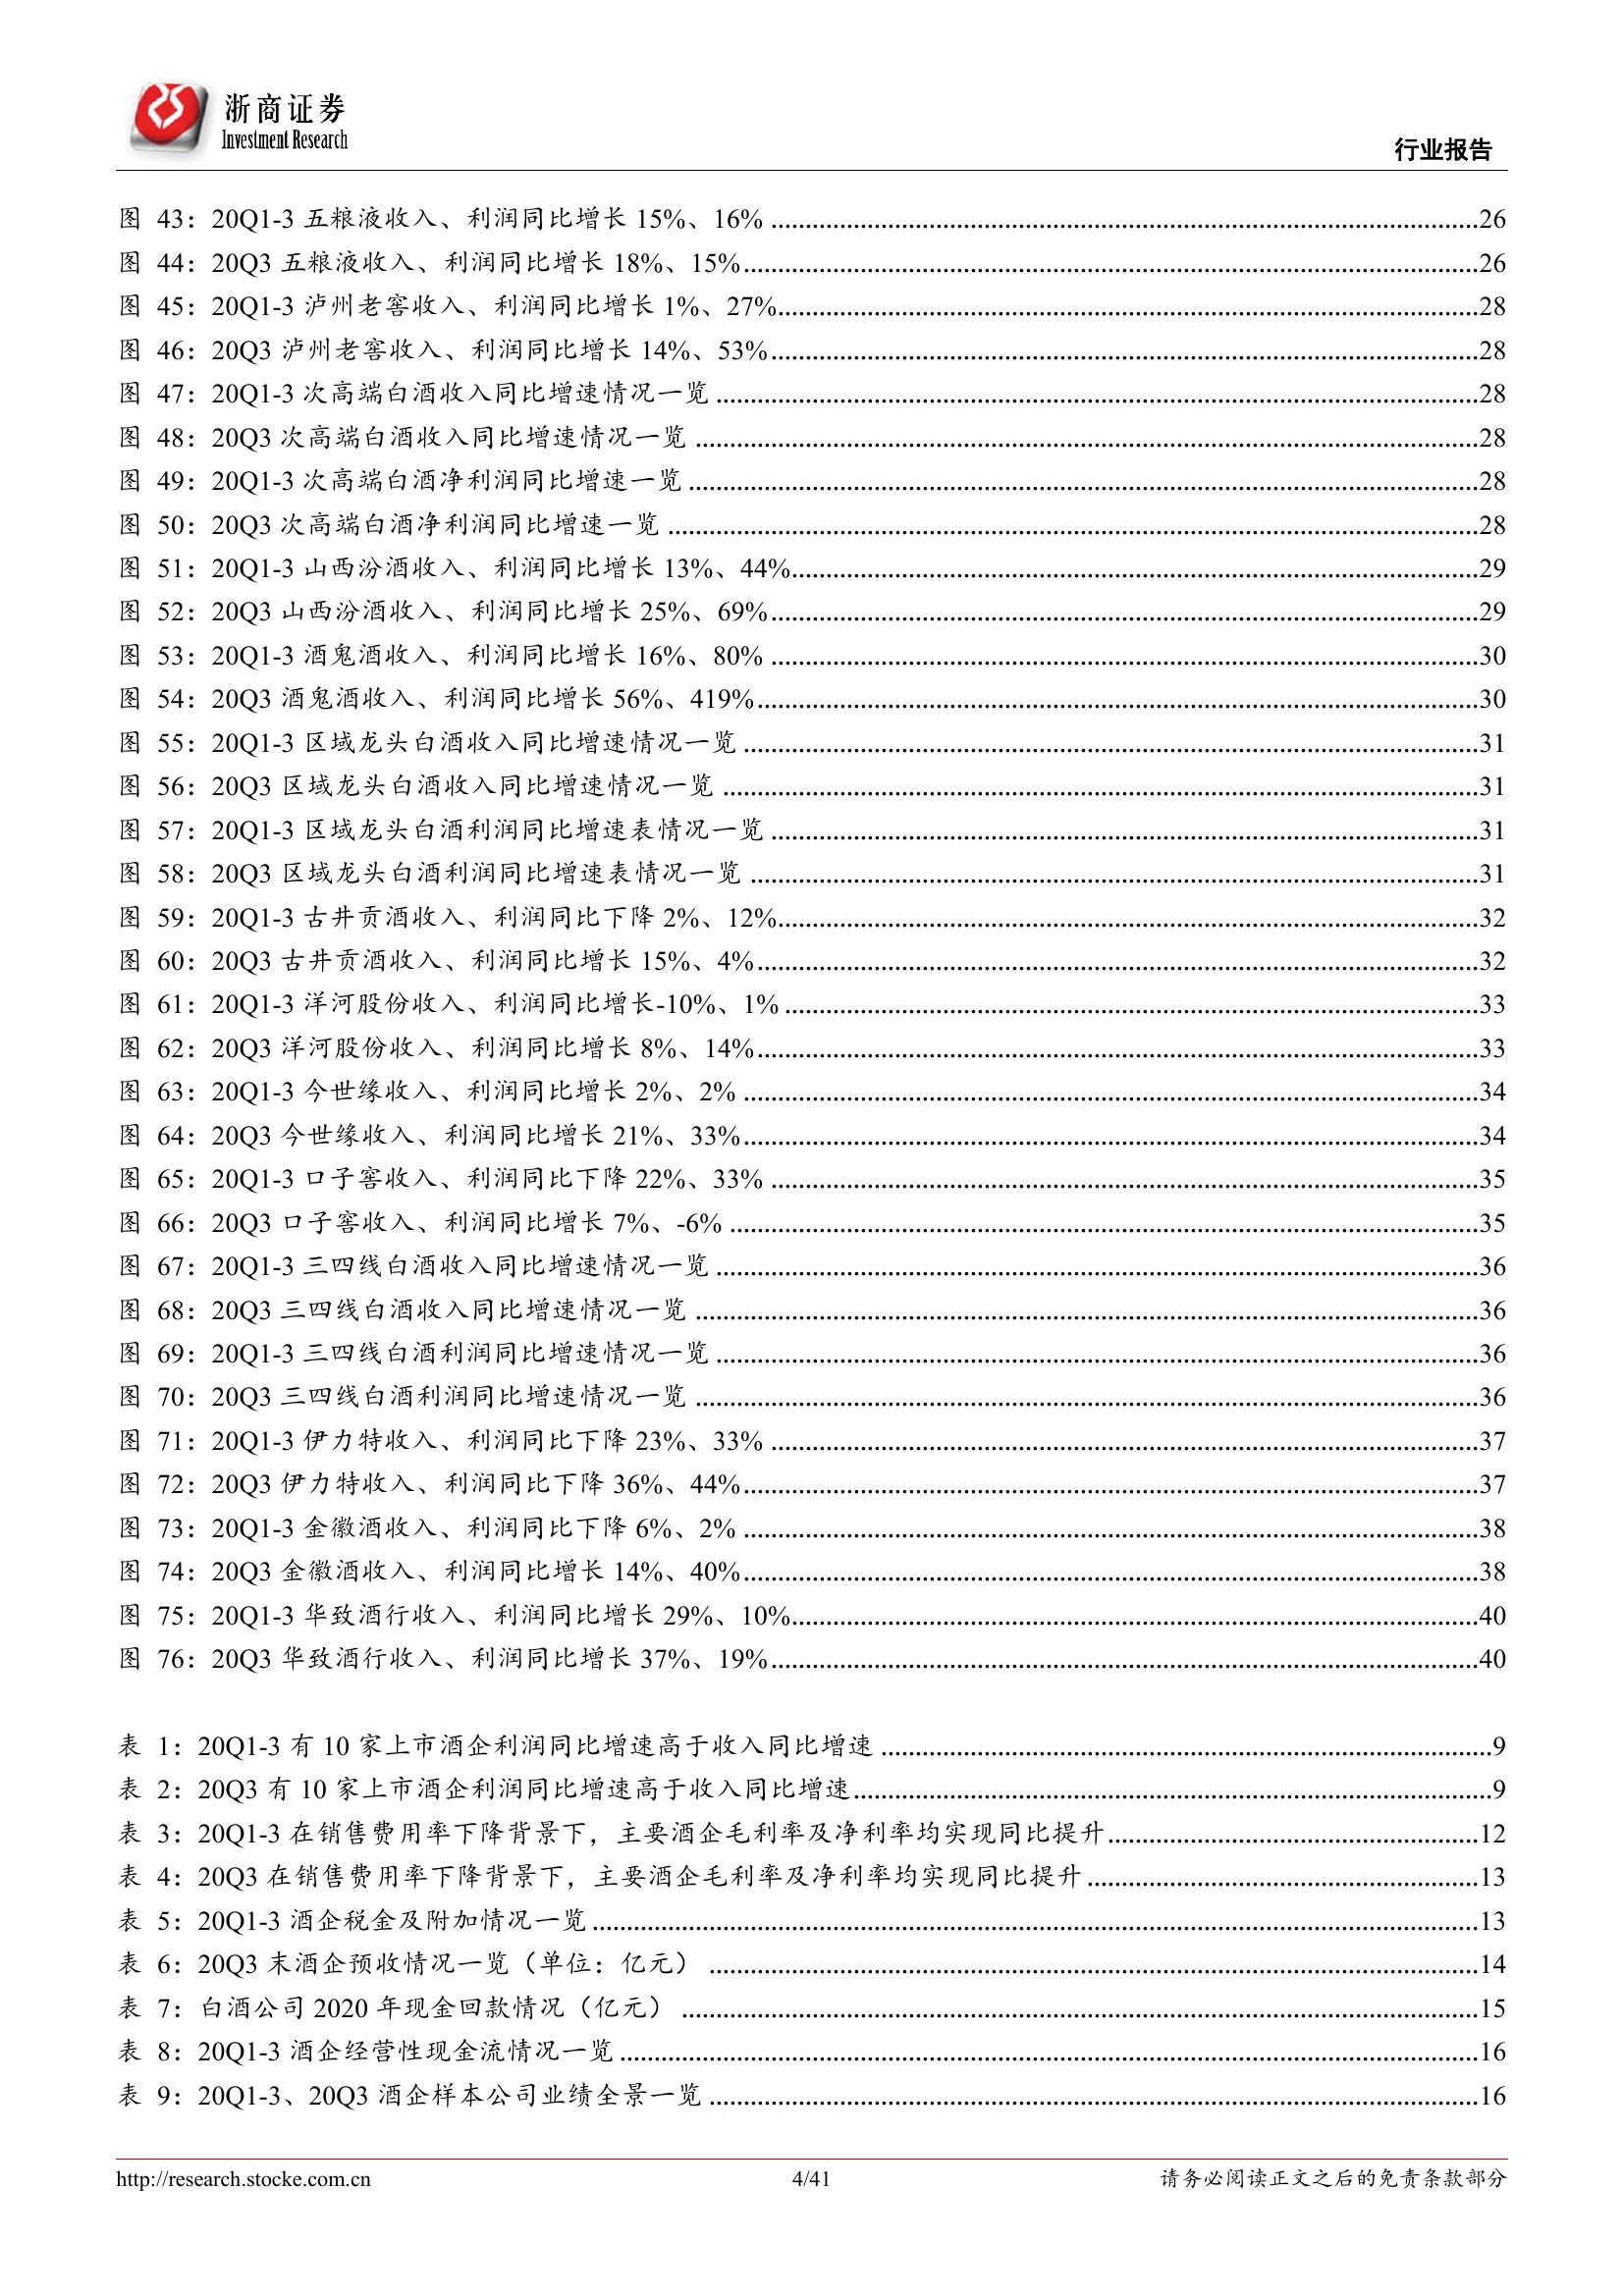 浙商证券
Investment Research
行业报告
图 43：20Q1-3 五粮液收入、利润同比增长 15%、16% ........26
图 44：20Q3 五粮液收入、利润同比增长 18%、15%........26
图 45：20Q1-3 泸州老窖收入、利润同比增长 1%、27%........28
图 46：20Q3 泸州老窖收入、利润同比增长 14%、53%........28
图 47：20Q1-3 次高端白酒收入同比增速情况一览 ........28
图 48：20Q3 次高端白酒收入同比增速情况一览 ........28
图 49：20Q1-3 次高端白酒净利润同比增速一览 ........28
图 50：20Q3 次高端白酒净利润同比增速一览 ........28
图 51：20Q1-3 山西汾酒收入、利润同比增长 13%、44%........29
图 52：20Q3 山西汾酒收入、利润同比增长 25%、69%........29
图 53：20Q1-3 酒鬼酒收入、利润同比增长 16%、80% ........30
图 54：20Q3 酒鬼酒收入、利润同比增长 56%、419%........30
图 55：20Q1-3 区域龙头白酒收入同比增速情况一览 ........31
图 56：20Q3 区域龙头白酒收入同比增速情况一览 ........31
图 57：20Q1-3 区域龙头白酒利润同比增速表情况一览 ........31
图 58：20Q3 区域龙头白酒利润同比增速表情况一览 ........31
图 59：20Q1-3 古井贡酒收入、利润同比下降 2%、12%........32
图 60：20Q3 古井贡酒收入、利润同比增长 15%、4%........32
图 61：20Q1-3 洋河股份收入、利润同比增长-10%、1% ........33
图 62：20Q3 洋河股份收入、利润同比增长 8%、14%........33
图 63：20Q1-3 今世缘收入、利润同比增长 2%、2% ........34
图 64：20Q3 今世缘收入、利润同比增长 21%、33%........34
图 65：20Q1-3 口子窖收入、利润同比下降 22%、33% ........35
图 66：20Q3 口子窖收入、利润同比增长 7%、-6% ........35
图 67：20Q1-3 三四线白酒收入同比增速情况一览 ........36
图 68：20Q3 三四线白酒收入同比增速情况一览 ........36
图 69：20Q1-3 三四线白酒利润同比增速情况一览 ........36
图 70：20Q3 三四线白酒利润同比增速情况一览 ........36
图 71：20Q1-3 伊力特收入、利润同比下降 23%、33% ........37
图 72：20Q3 伊力特收入、利润同比下降 36%、44%........37
图 73：20Q1-3 金徽酒收入、利润同比下降 6%、2% ........38
图 74：20Q3 金徽酒收入、利润同比增长 14%、40%........38
图 75：20Q1-3 华致酒行收入、利润同比增长 29%、10%........40
图 76：20Q3 华致酒行收入、利润同比增长 37%、19%........40
表 1：20Q1-3 有 10 家上市酒企利润同比增速高于收入同比增速 ........9
表 2：20Q3 有 10 家上市酒企利润同比增速高于收入同比增速........9
表 3：20Q1-3 在销售费用率下降背景下，主要酒企毛利率及净利率均实现同比提升........12
表 4：20Q3 在销售费用率下降背景下，主要酒企毛利率及净利率均实现同比提升 ........13
表 5：20Q1-3 酒企税金及附加情况一览 ........13
表 6：20Q3 末酒企预收情况一览（单位：亿元） ........14
表 7：白酒公司 2020 年现金回款情况（亿元） ........15
表 8：20Q1-3 酒企经营性现金流情况一览 ........16
表 9：20Q1-3、20Q3 酒企样本公司业绩全景一览 ........16
http://research.stocke.com.cn
4/41
请务必阅读正文之后的免责条款部分